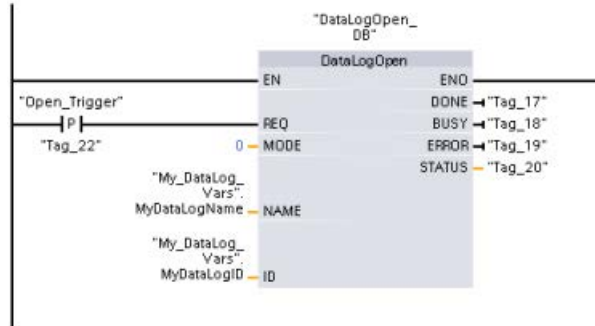 "DataLogOpen_
DB"
DataLogOpen
EN ENO
"Open_Trigger" DONE "Tag_17"
P REQ BUSY "Tag_18"
"Tag_22" 0 MODE ERROR "Tag_19"
STATUS "Tag_20"
"My_DataLog_
Vars".
MyDataLogName NAME
"My_DataLog_
Vars".
MyDataLogID ID